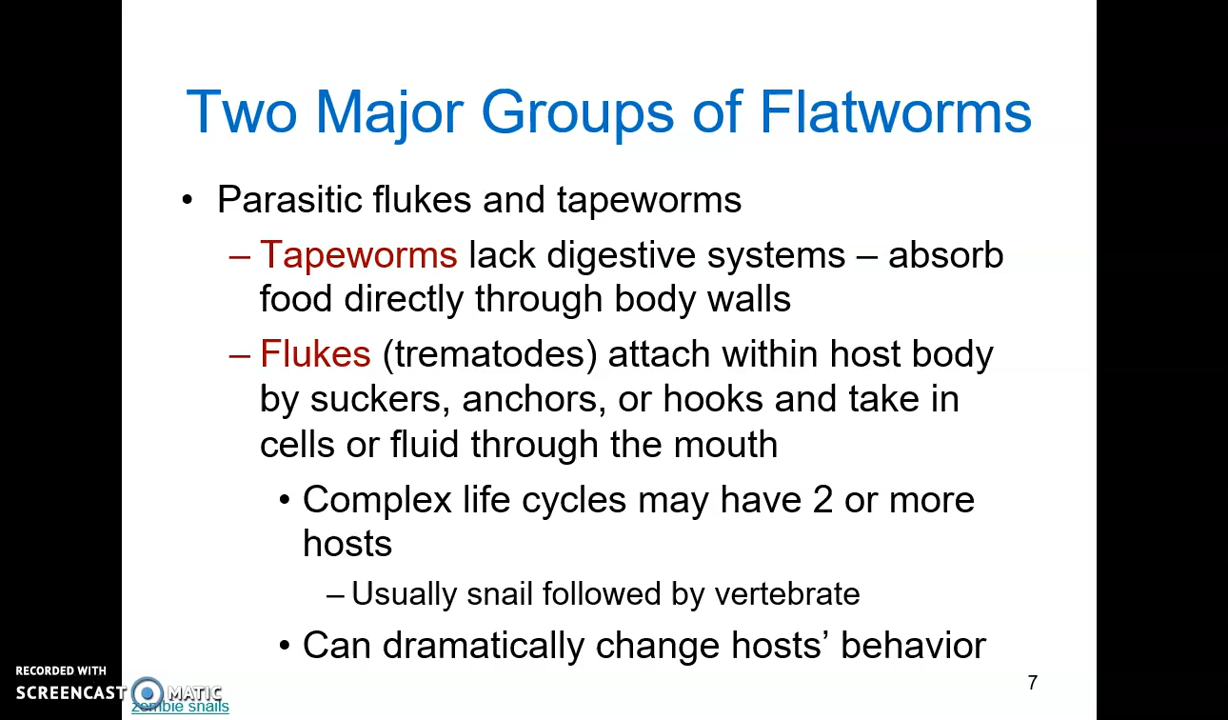 Two Major Groups of Flatworms
• Parasitic flukes and tapeworms
– Tapeworms lack digestive systems – absorb
food directly through body walls
– Flukes (trematodes) attach within host body
by suckers, anchors, or hooks and take in
cells or fluid through the mouth
• Complex life cycles may have 2 or more
hosts
– Usually snail followed by vertebrate
• Can dramatically change hosts’ behavior
7
RECORDED WITH
SCREENCAST MATIC
zombie snails